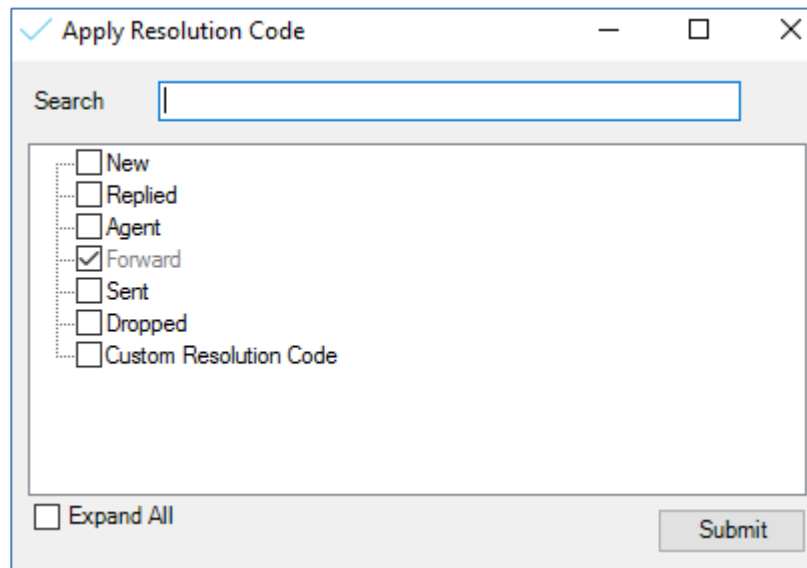 Apply Resolution Code
Search
New
Replied
Agent
Forward
Sent
Dropped
Custom Resolution Code
Expand All
Submit